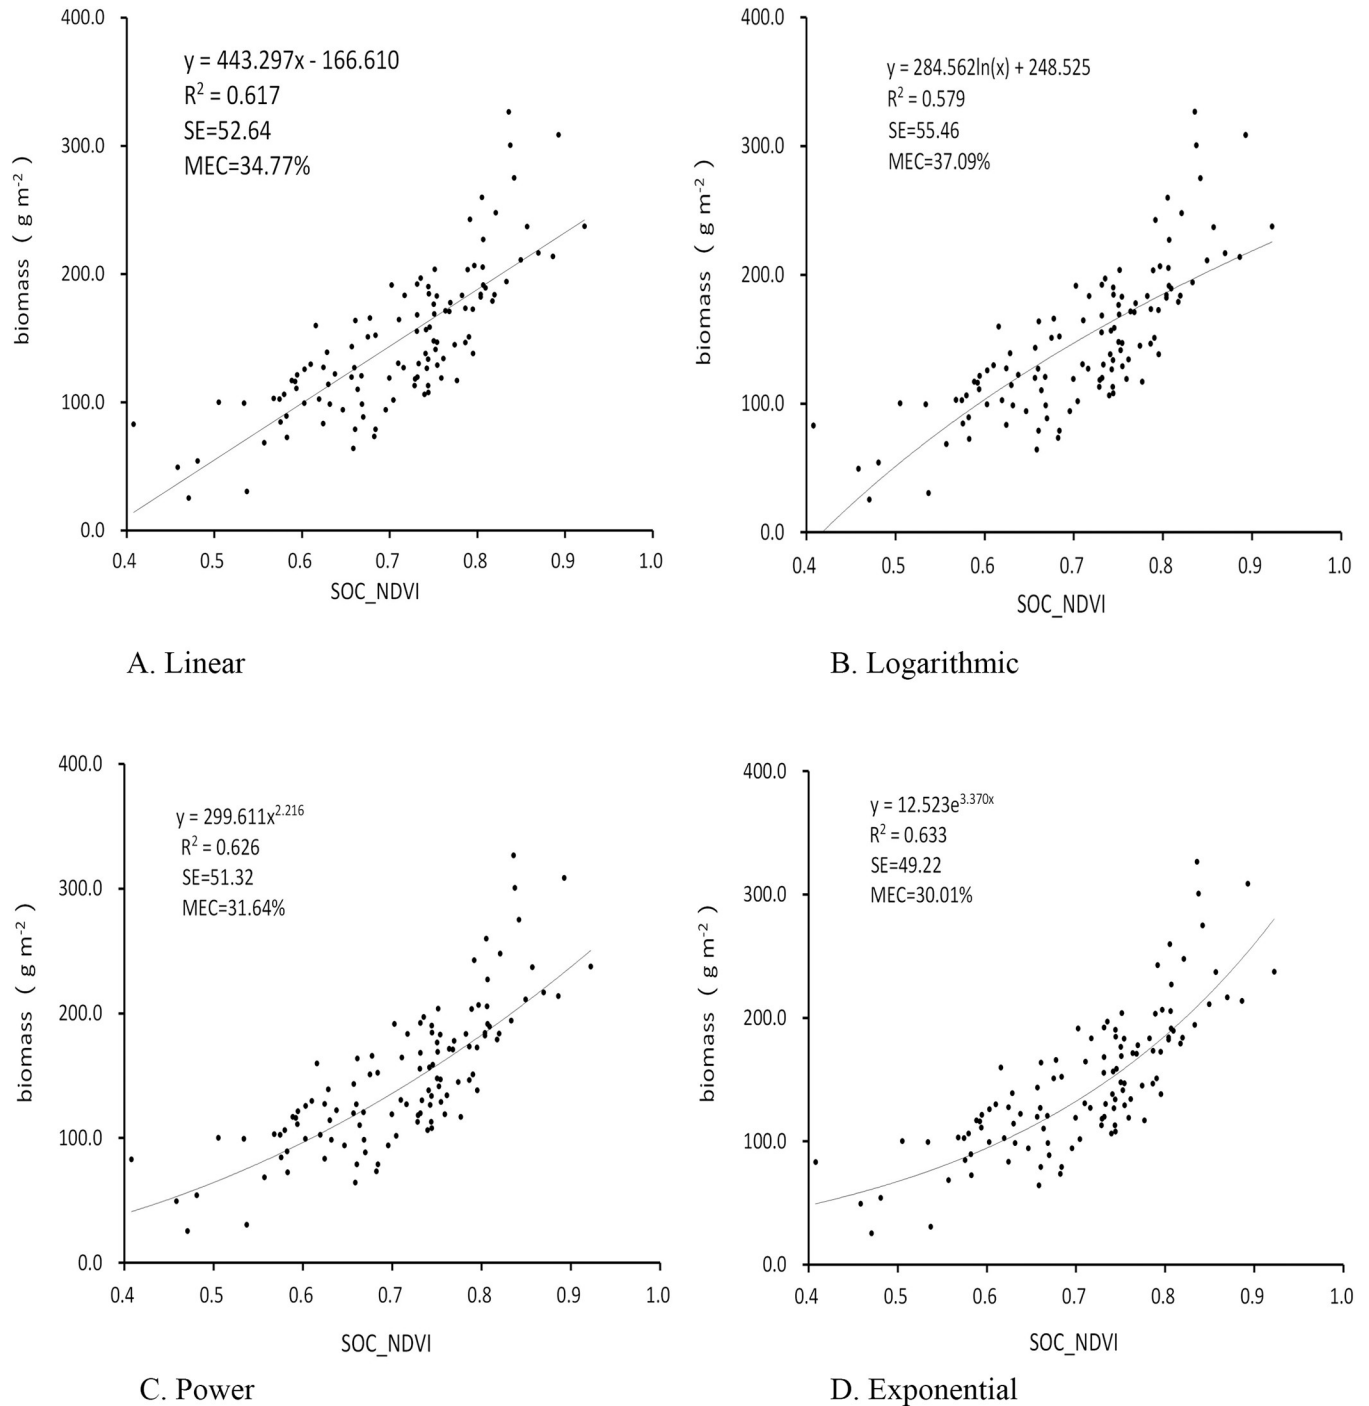 400.0
300.0
200.0
100.0
0.0
biomass ( g m-2 )
y = 443.297x - 166.610
R2 = 0.617
SE=52.64
MEC=34.77%
0.4 0.5 0.6 0.7 0.8 0.9 1.0
SOC_NDVI
A. Linear
400.0
300.0
200.0
100.0
0.0
biomass ( g m-2 )
y = 284.562ln(x) + 248.525
R2 = 0.579
SE=55.46
MEC=37.09%
0.4 0.5 0.6 0.7 0.8 0.9 1.0
SOC_NDVI
B. Logarithmic
400.0
300.0
200.0
100.0
0.0
biomass ( g m-2 )
y = 299.611x2.216
R2 = 0.626
SE=51.32
MEC=31.64%
0.4 0.5 0.6 0.7 0.8 0.9 1.0
SOC_NDVI
C. Power
400.0
300.0
200.0
100.0
0.0
biomass ( g m-2 )
y = 12.523e3.370x
R2 = 0.633
SE=49.22
MEC=30.01%
0.4 0.5 0.6 0.7 0.8 0.9 1.0
SOC_NDVI
D. Exponential